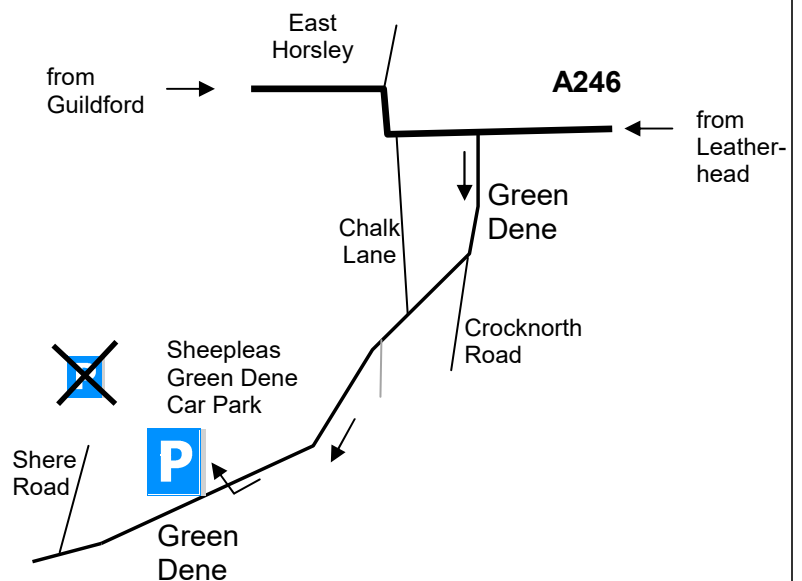 East
Horsley
from
Guildford
A246
from
Leather-
head
Green
Dene
Chalk
Lane
Crocknorth
Road
Sheepleas
Green Dene
Car Park
P
Shere
Road
Green
Dene